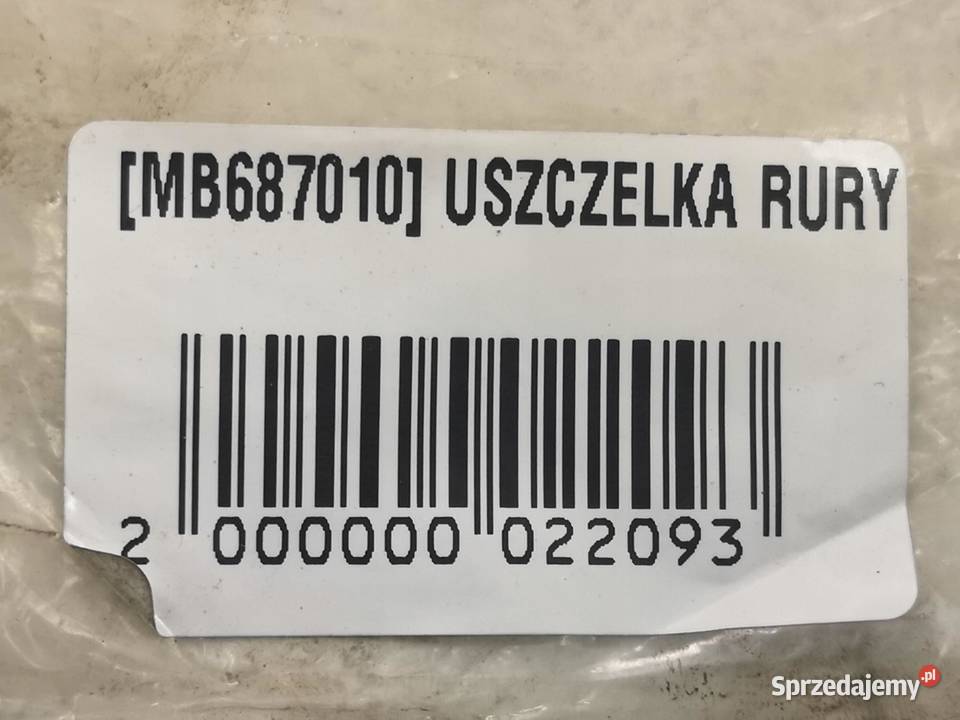 [MB687010] USZCZELKA RURY
2 000000 022093
Sprzedajemy.pl